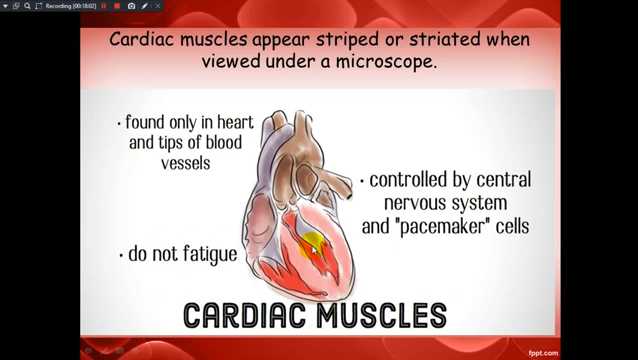 Recording [00:18:02]
Cardiac muscles appear striped or striated when
viewed under a microscope.
· found only in heart
and tips of blood
vessels
· controlled by central
nervous system
and "pacemaker" cells
· do not fatigue
CARDIAC MUSCLES
fppt.com